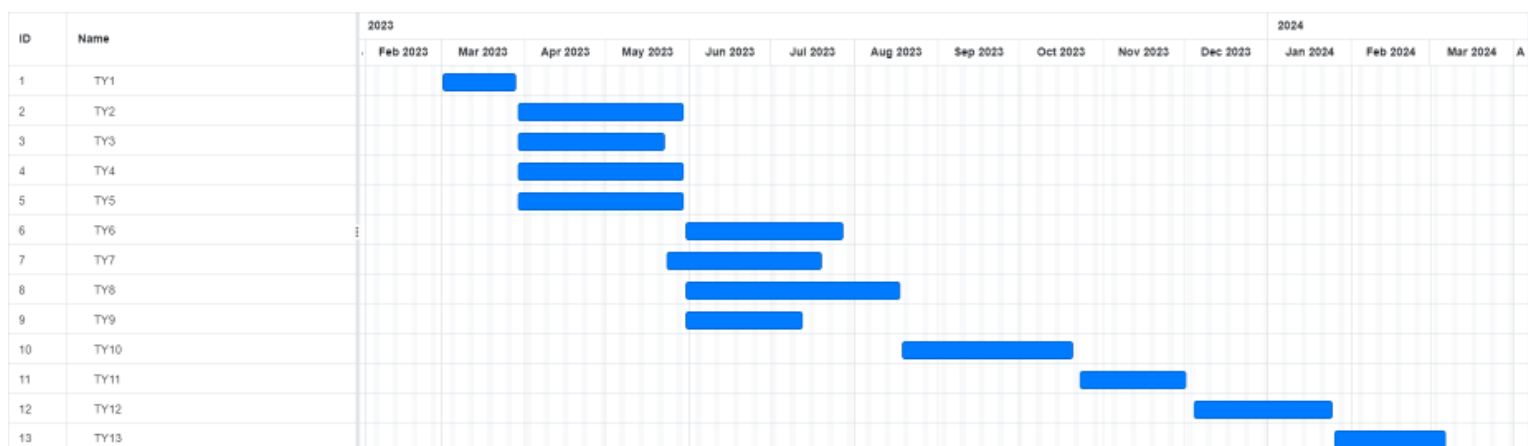 ID Name 2023 2024
Feb 2023 Mar 2023 Apr 2023 May 2023 Jun 2023 Jul 2023 Aug 2023 Sep 2023 Oct 2023 Nov 2023 Dec 2023 Jan 2024 Feb 2024 Mar 2024 A
1 TY1
2 TY2
3 TY3
4 TY4
5 TY5
6 TY6
7 TY7
8 TY8
9 TY9
10 TY10
11 TY11
12 TY12
13 TY13